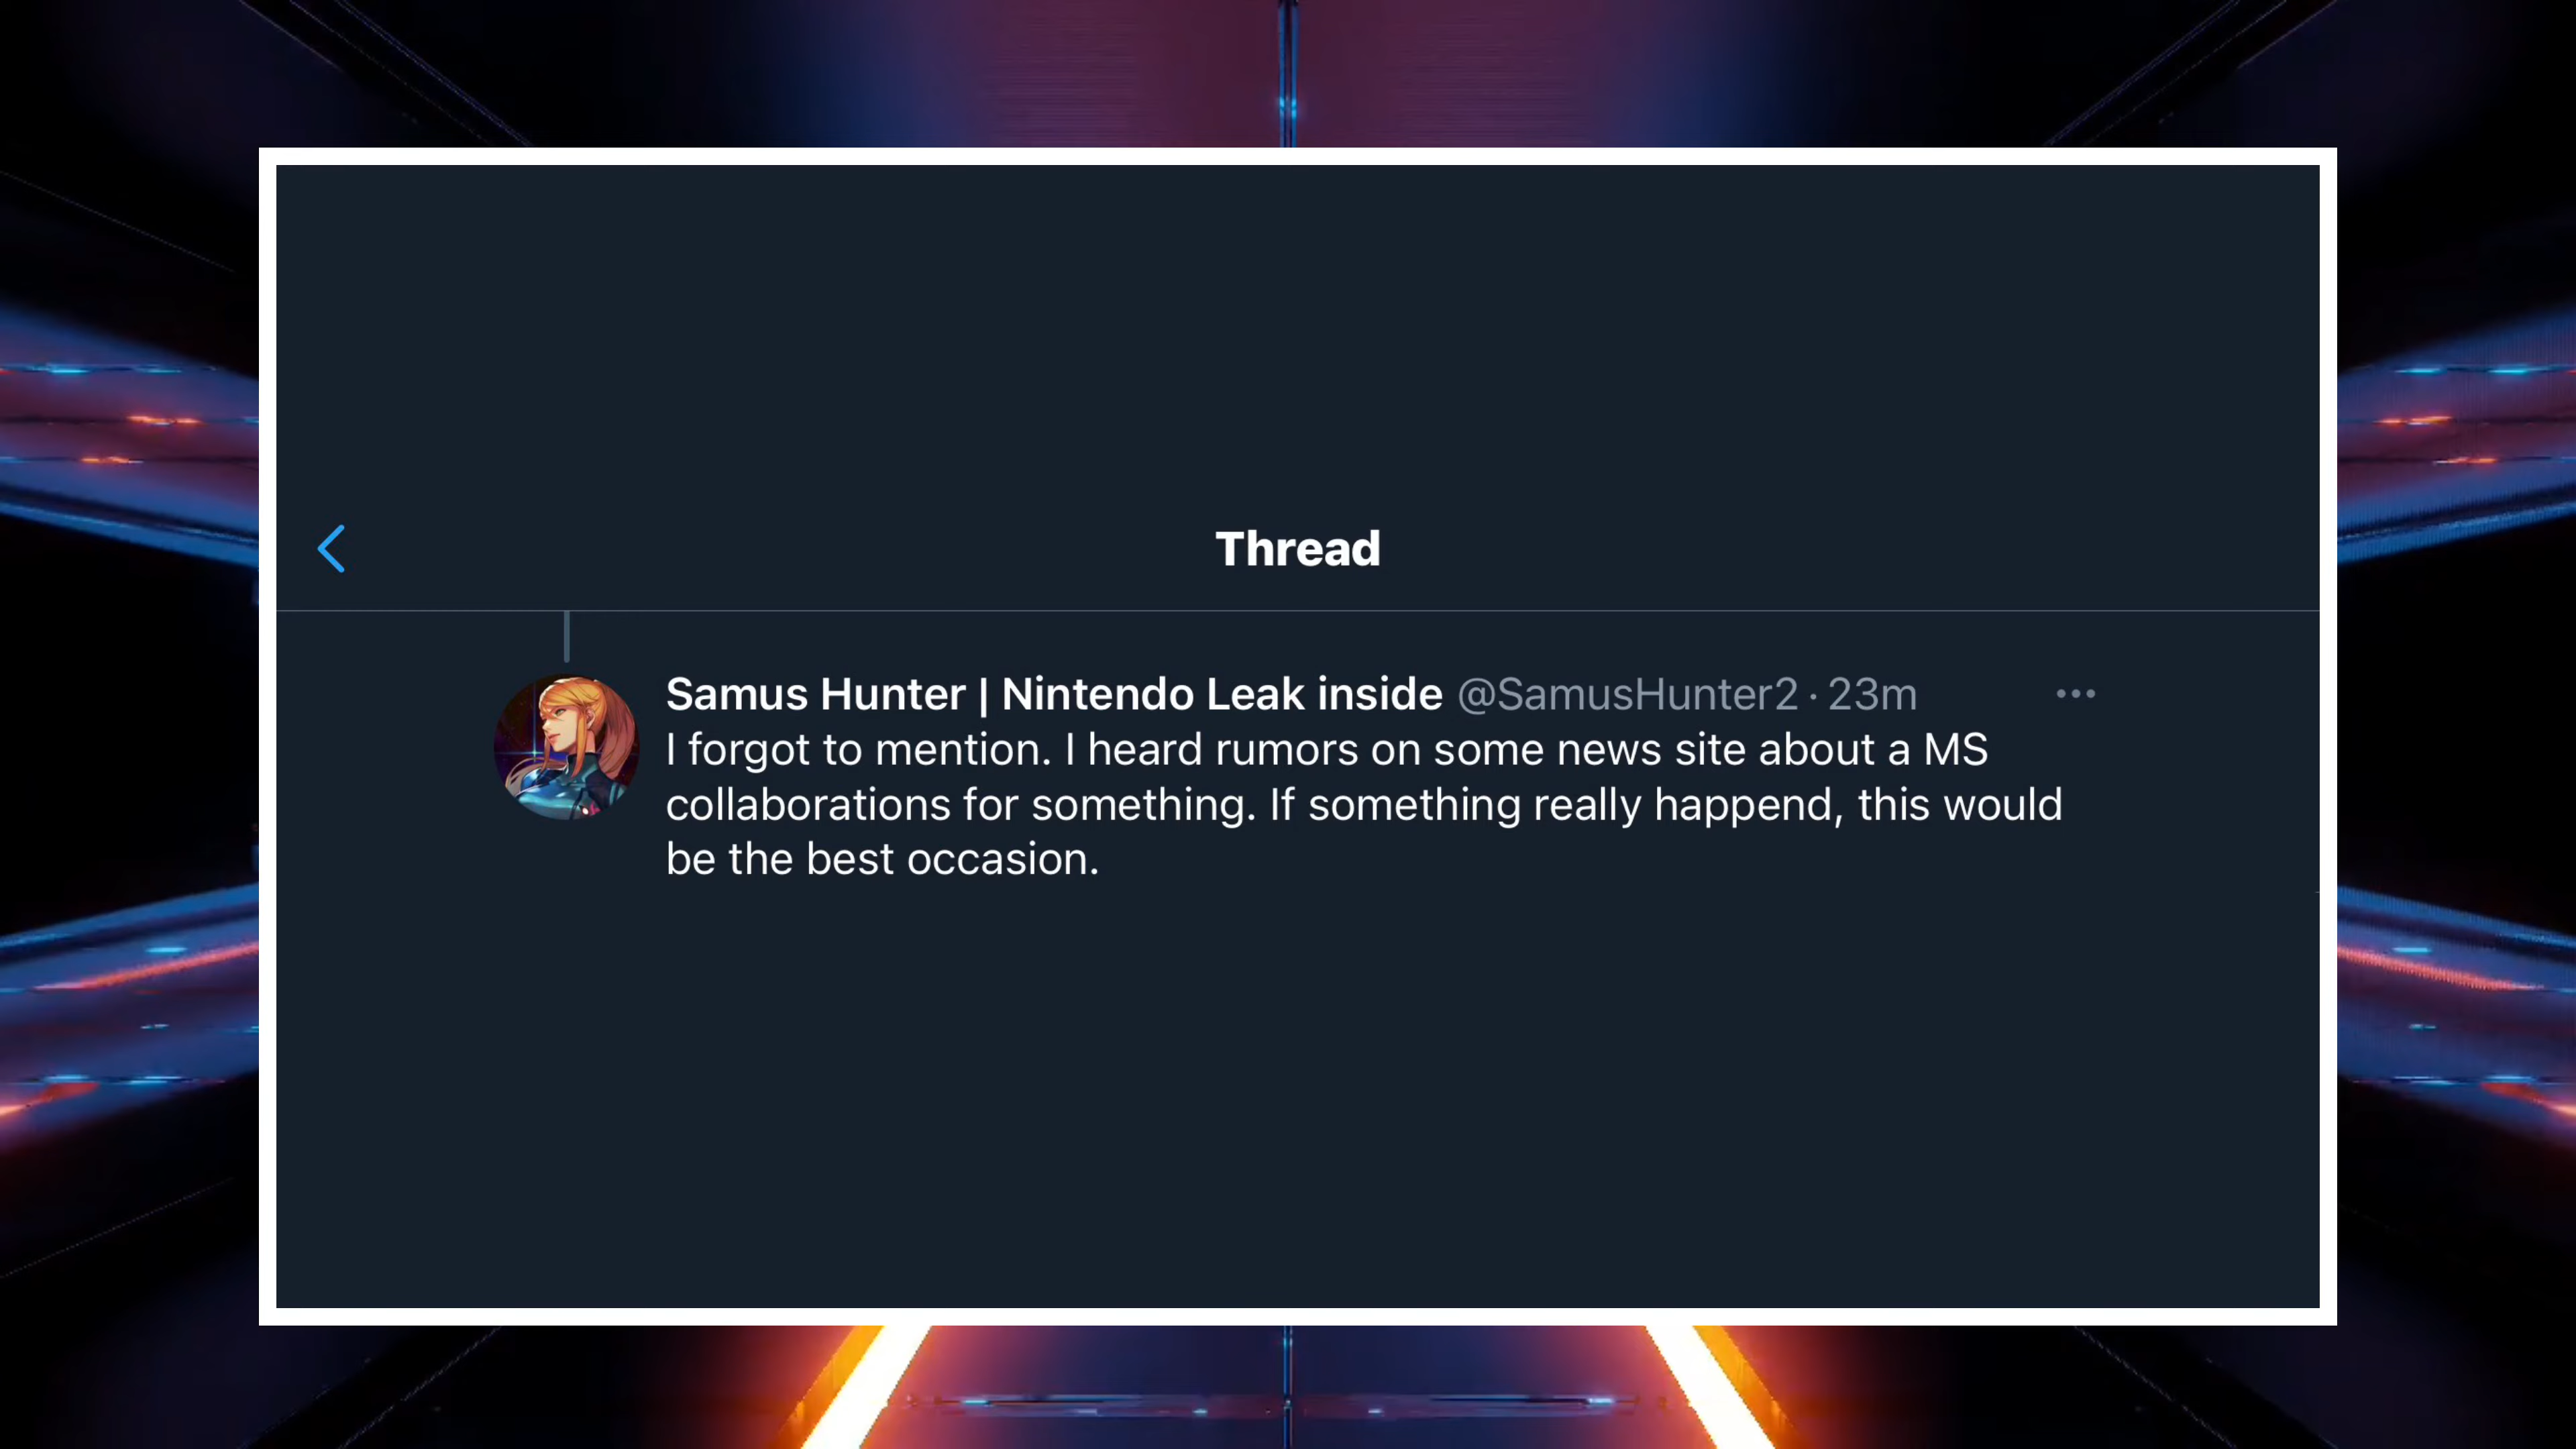 Thread
Samus Hunter | Nintendo Leak inside @SamusHunter2 · 23m
I forgot to mention. I heard rumors on some news site about a MS
collaborations for something. If something really happend, this would
be the best occasion.